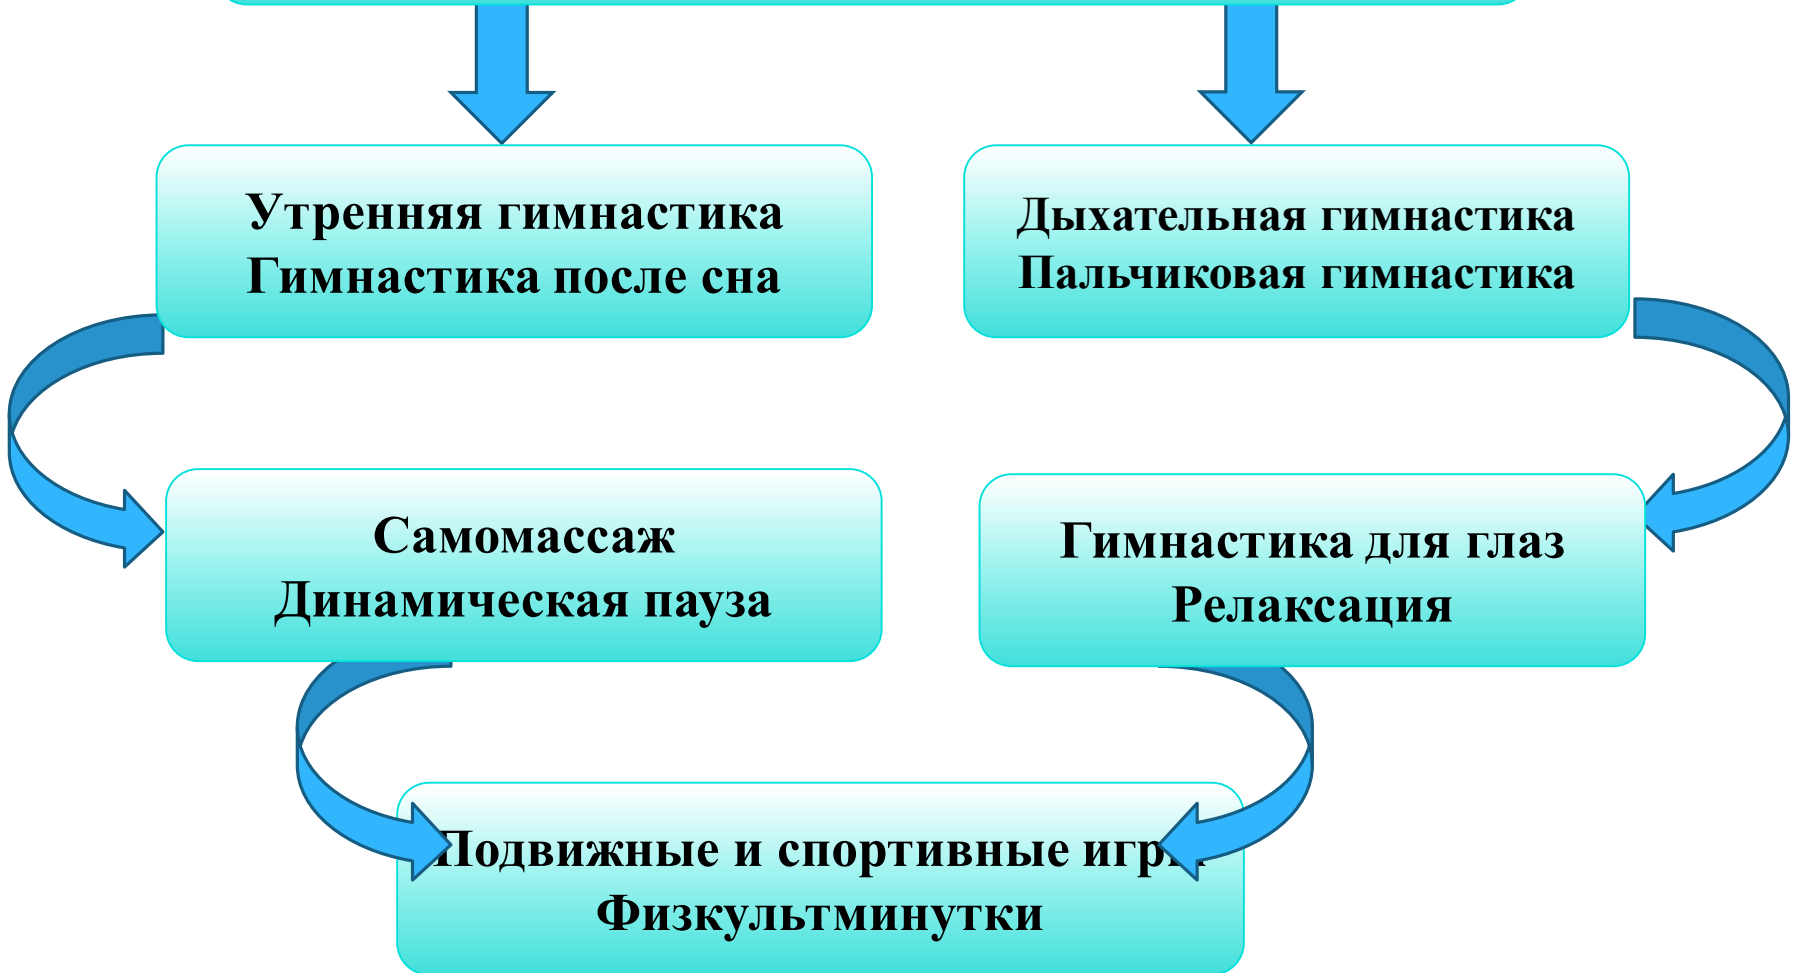 Утренняя гимнастика
Гимнастика после сна
Дыхательная гимнастика
Пальчиковая гимнастика
Самомассаж
Динамическая пауза
Гимнастика для глаз
Релаксация
Подвижные и спортивные игры
Физкультминутки